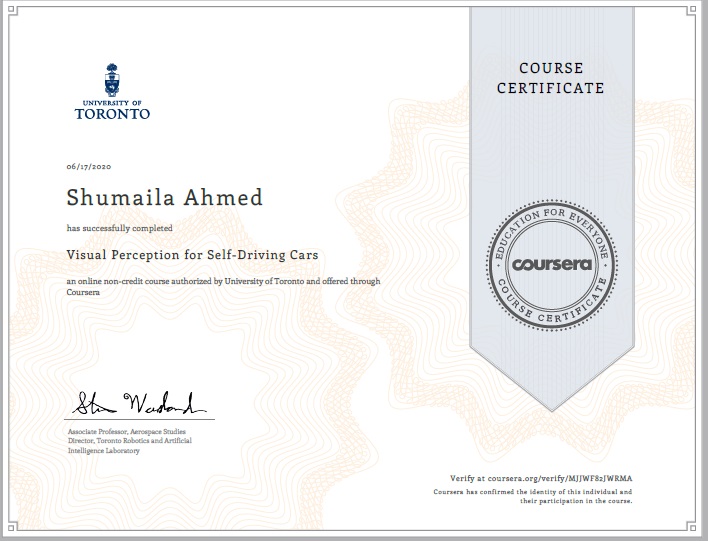 UNIVERSITY OF
TORONTO
06/17/2020
Shumaila Ahmed
has successfully completed
Visual Perception for Self-Driving Cars
an online non-credit course authorized by University of Toronto and offered through
Coursera
Associate Professor, Aerospace Studies
Director, Toronto Robotics and Artificial
Intelligence Laboratory
COURSE
CERTIFICATE
EDUCATION FOR EVERYONE
coursera
COURSE CERTIFICATE
Verify at coursera.org/verify/MJJWF82JWRMA
Coursera has confirmed the identity of this individual and
their participation in the course.